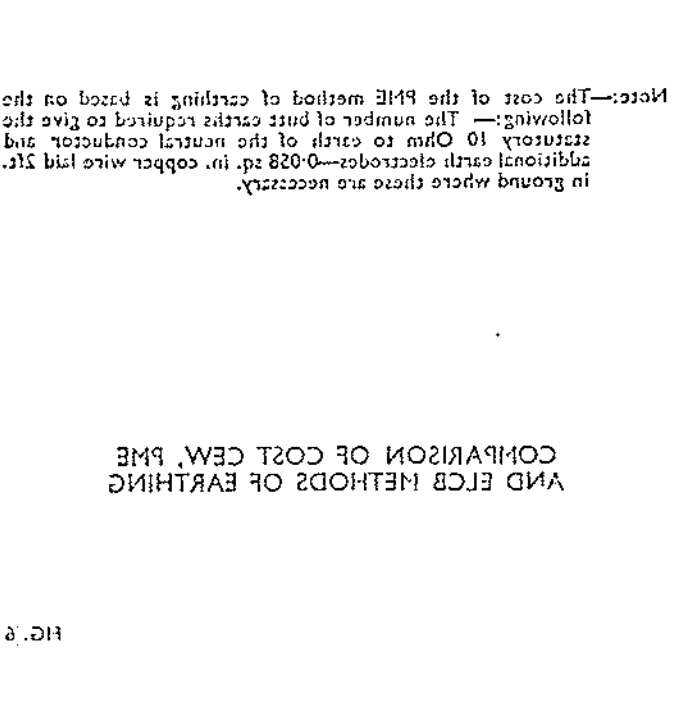 Note:—The cost of the PME method of earthing is based on the
following:— The number of butt earths required to give the
statutory 10 Ohm to earth of the neutral conductor and
additional earth electrodes—0·058 sq. in. copper wire laid 2ft.
in ground where these are necessary.
COMPARISON OF COST CEW, PME
AND ELCB METHODS OF EARTHING
FIG. 6